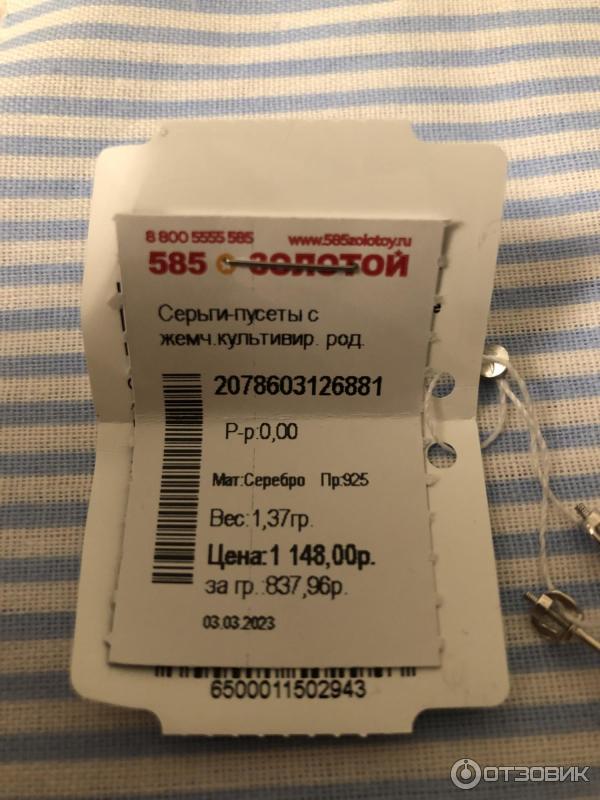 8 800 5555 585 www.585zolotoy.ru
585 ЗОЛОТОЙ
Серьги-пусеты с
жемч.культивир. род.
2078603126881
Р-р:0,00
Мат:Серебро Пр:925
Вес:1,37гр.
Цена:1 148,00р.
за гр.:837,96р.
03.03.2023
6500011502943
ОТЗОВИК